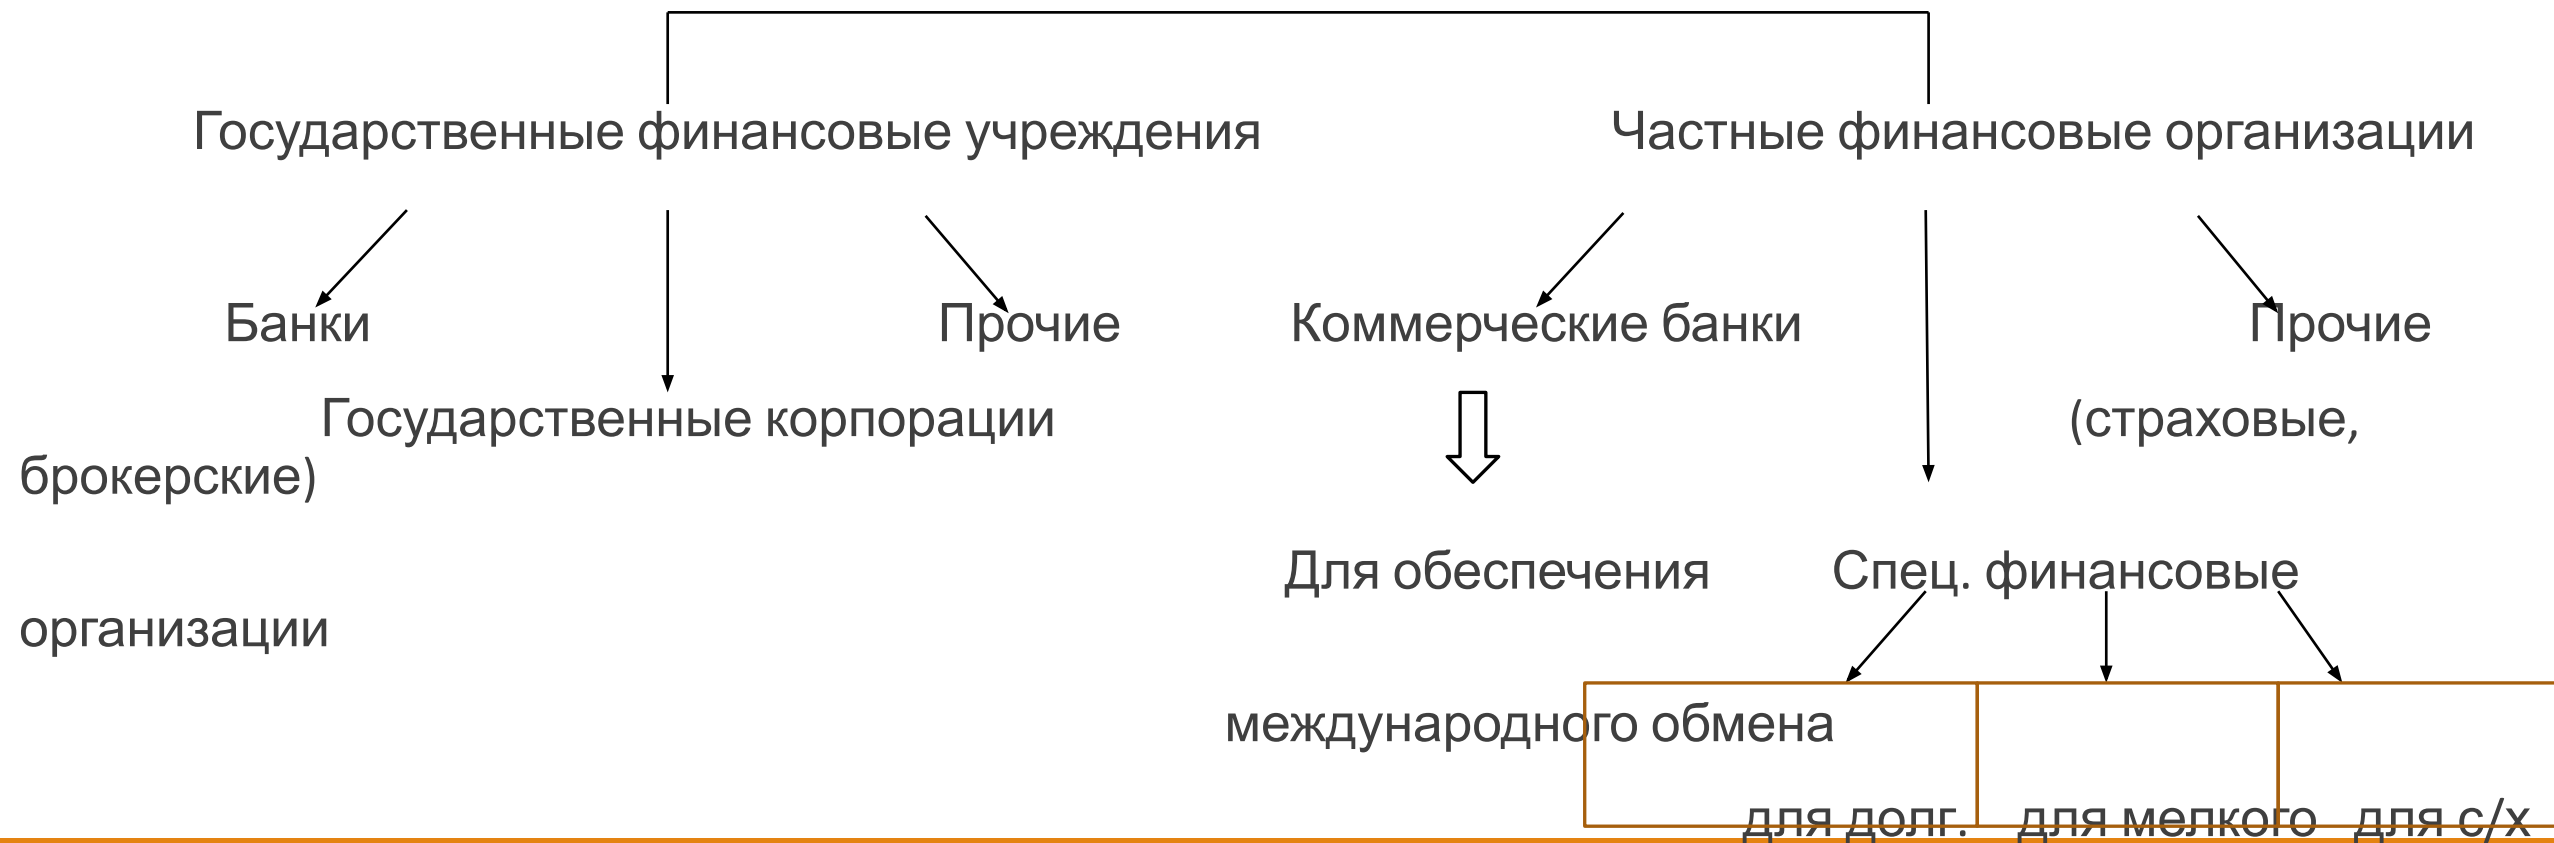 Государственные финансовые учреждения Частные финансовые организации
Банки Прочие Коммерческие банки Прочие
Государственные корпорации (страховые,
брокерские)
Для обеспечения Спец. финансовые
организации
международного обмена
для долг. для мелкого для с/х